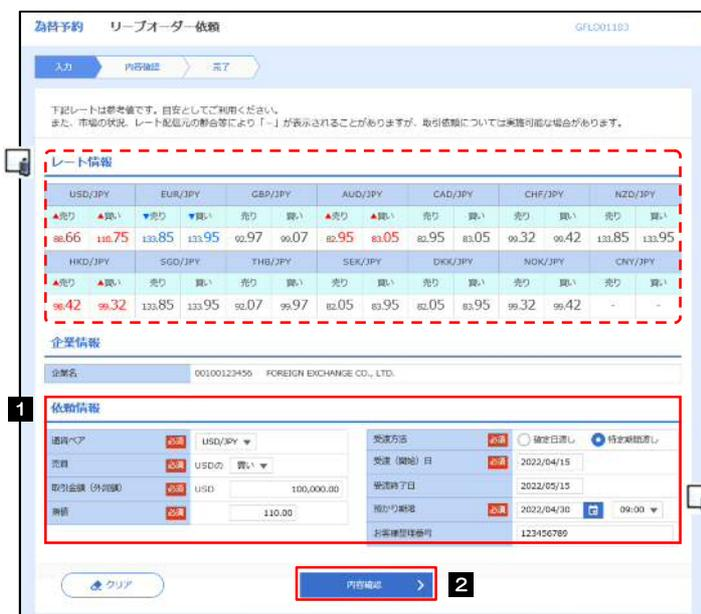 為替予約 リーブオーダー依頼 GFL001183
入力 内容確認 完了
下記レートは参考値です。目安としてご利用ください。
また、市場の状況、レート配信元の都合等により「－」が表示されることがありますが、取引依頼については実施可能な場合があります。
レート情報
USD/JPY EUR/JPY GBP/JPY AUD/JPY CAD/JPY CHF/JPY NZD/JPY
▲売り ▲買い ▼売り ▼買い 売り 買い ▲売り ▲買い 売り 買い 売り 買い 売り 買い
88.66 110.75 133.85 133.95 92.97 99.07 82.95 83.05 82.95 83.05 99.32 99.42 133.85 133.95
HKD/JPY SGD/JPY THB/JPY SEK/JPY DKK/JPY NOK/JPY CNY/JPY
▲売り ▲買い 売り 買い 売り 買い 売り 買い 売り 買い 売り 買い 売り 買い
98.42 99.32 133.85 133.95 92.07 99.97 82.05 83.95 82.05 83.95 99.32 99.42 - -
企業情報
企業名 00100123456 FOREIGN EXCHANGE CO., LTD.
1
依頼情報
通貨ペア 必須 USD/JPY
売買 必須 USDの 買い
取引金額（外貨額） 必須 USD 100,000.00
指値 必須 110.00
受渡方法 必須 確定日渡し 特定期間渡し
受渡（開始）日 必須 2022/04/15
受渡終了日 2022/05/15
預かり期限 必須 2022/04/30 09:00
お客様整理番号 123456789
クリア 内容確認 2